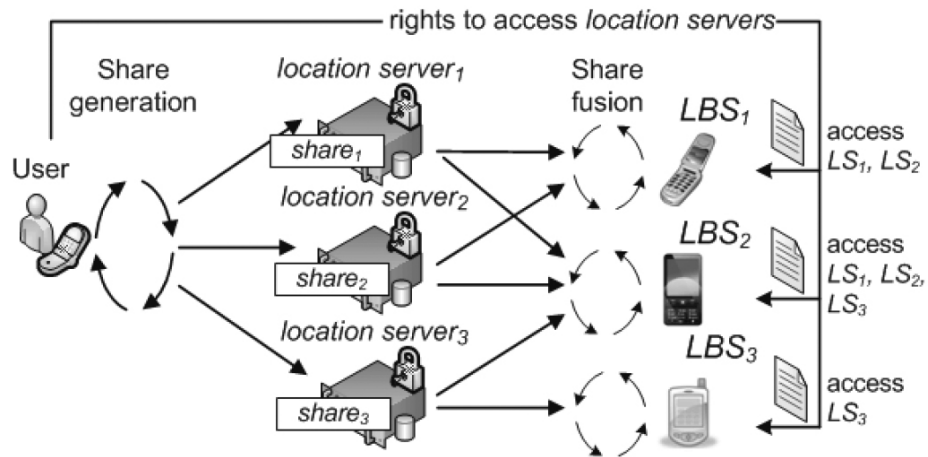 rights to access location servers
Share
generation
location server₁
Share
fusion
LBS₁
share₁
access
LS₁, LS₂
User
location server₂
LBS₂
share₂
access
LS₁, LS₂,
LS₃
location server₃
LBS₃
share₃
access
LS₃